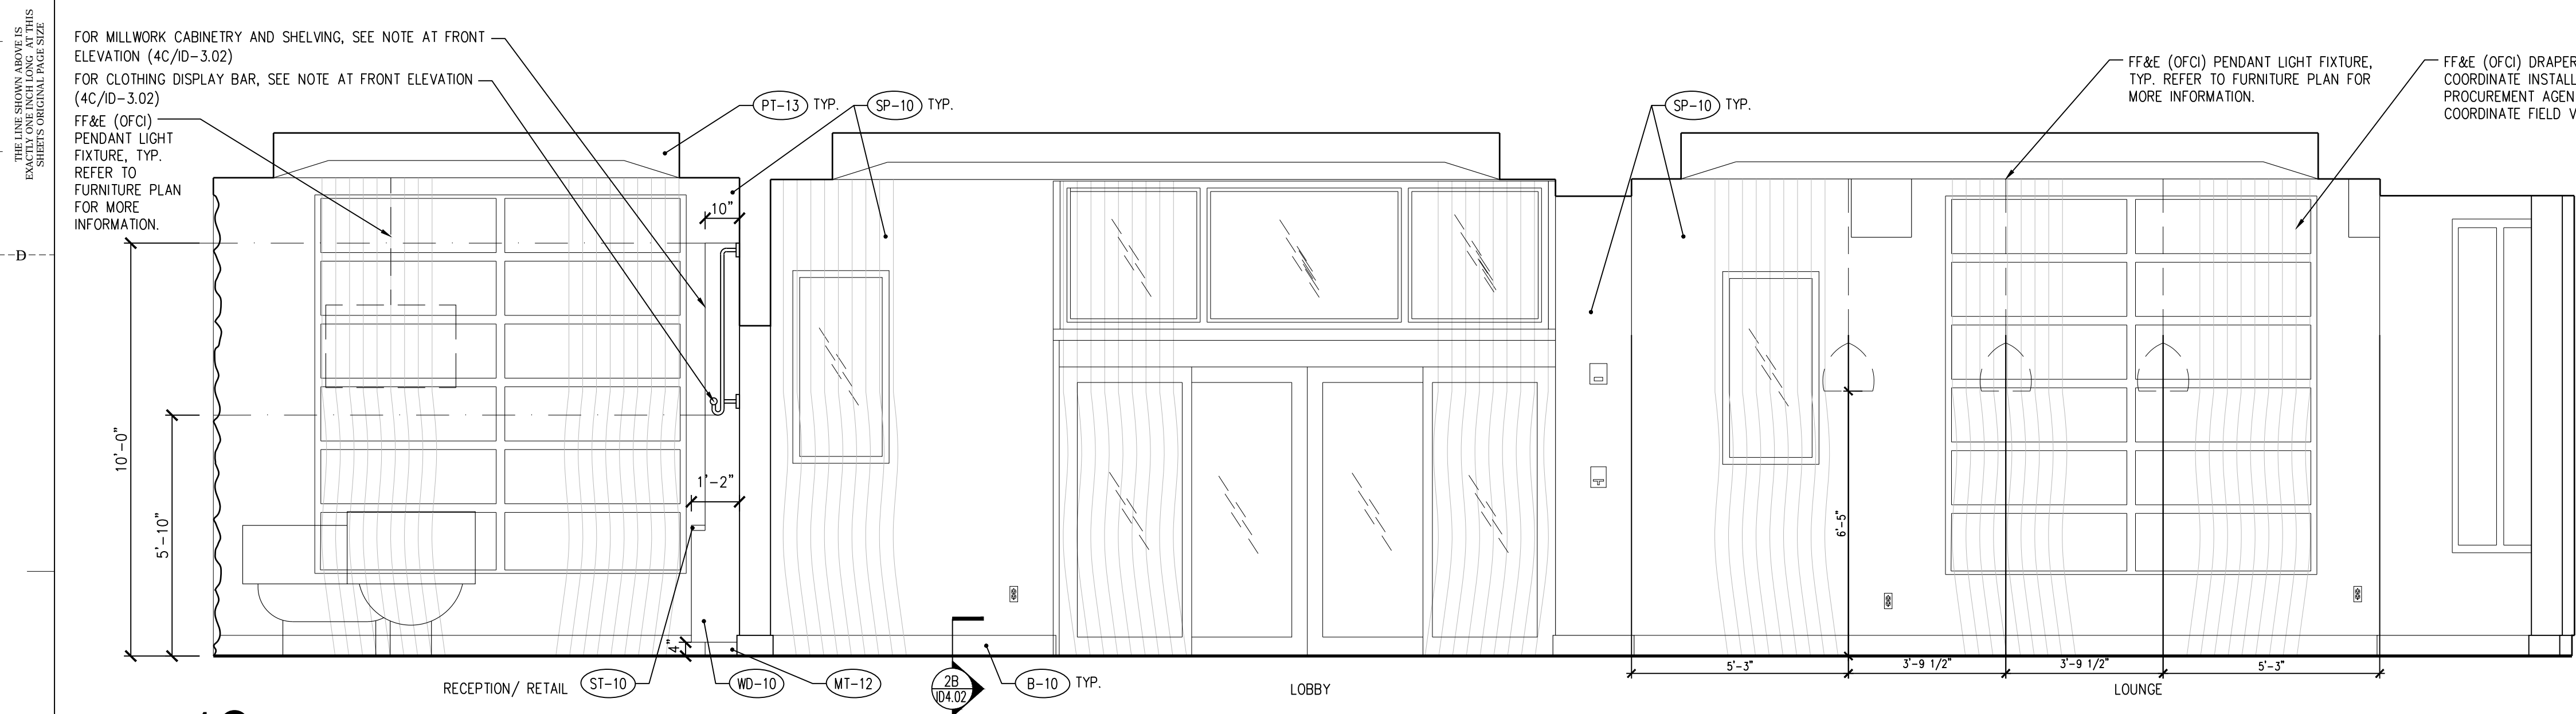 THE LINE SHOWN ABOVE IS
EXACTLY ONE INCH LONG AT THIS
SHEETS ORIGINAL PAGE SIZE
D
FOR MILLWORK CABINETRY AND SHELVING, SEE NOTE AT FRONT
ELEVATION (4C/ID-3.02)
FOR CLOTHING DISPLAY BAR, SEE NOTE AT FRONT ELEVATION
(4C/ID-3.02)
FF&E (OFCI)
PENDANT LIGHT
FIXTURE, TYP.
REFER TO
FURNITURE PLAN
FOR MORE
INFORMATION.
PT-13 TYP.
SP-10 TYP.
SP-10 TYP.
FF&E (OFCI) PENDANT LIGHT FIXTURE,
TYP. REFER TO FURNITURE PLAN FOR
MORE INFORMATION.
FF&E (OFCI) DRAPER
COORDINATE INSTALL
PROCUREMENT AGEN
COORDINATE FIELD V
10"
10'-0"
5'-10"
1'-2"
4"
6'-5"
5'-3"
3'-9 1/2"
3'-9 1/2"
5'-3"
RECEPTION/ RETAIL
ST-10
WD-10
MT-12
2B
ID4.02
B-10 TYP.
LOBBY
LOUNGE